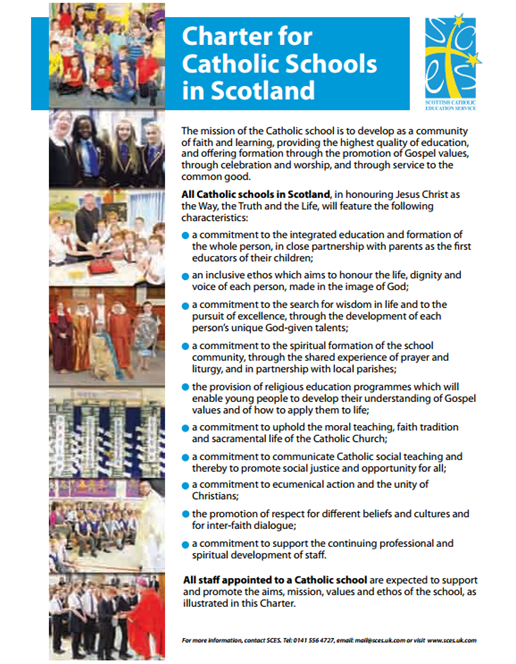 Charter for
Catholic Schools
in Scotland
SCES
SCOTTISH CATHOLIC
EDUCATION SERVICE
The mission of the Catholic school is to develop as a community
of faith and learning, providing the highest quality of education,
and offering formation through the promotion of Gospel values,
through celebration and worship, and through service to the
common good.
All Catholic schools in Scotland, in honouring Jesus Christ as
the Way, the Truth and the Life, will feature the following
characteristics:
a commitment to the integrated education and formation of
the whole person, in close partnership with parents as the first
educators of their children;
an inclusive ethos which aims to honour the life, dignity and
voice of each person, made in the image of God;
a commitment to the search for wisdom in life and to the
pursuit of excellence, through the development of each
person's unique God-given talents;
a commitment to the spiritual formation of the school
community, through the shared experience of prayer and
liturgy, and in partnership with local parishes;
the provision of religious education programmes which will
enable young people to develop their understanding of Gospel
values and of how to apply them to life;
a commitment to uphold the moral teaching, faith tradition
and sacramental life of the Catholic Church;
a commitment to communicate Catholic social teaching and
thereby to promote social justice and opportunity for all;
a commitment to ecumenical action and the unity of
Christians;
the promotion of respect for different beliefs and cultures and
for inter-faith dialogue;
a commitment to support the continuing professional and
spiritual development of staff.
All staff appointed to a Catholic school are expected to support
and promote the aims, mission, values and ethos of the school, as
illustrated in this Charter.
For more information, contact SCES. Tel: 0141 556 4727, email: mail@sces.uk.com or visit www.sces.uk.com